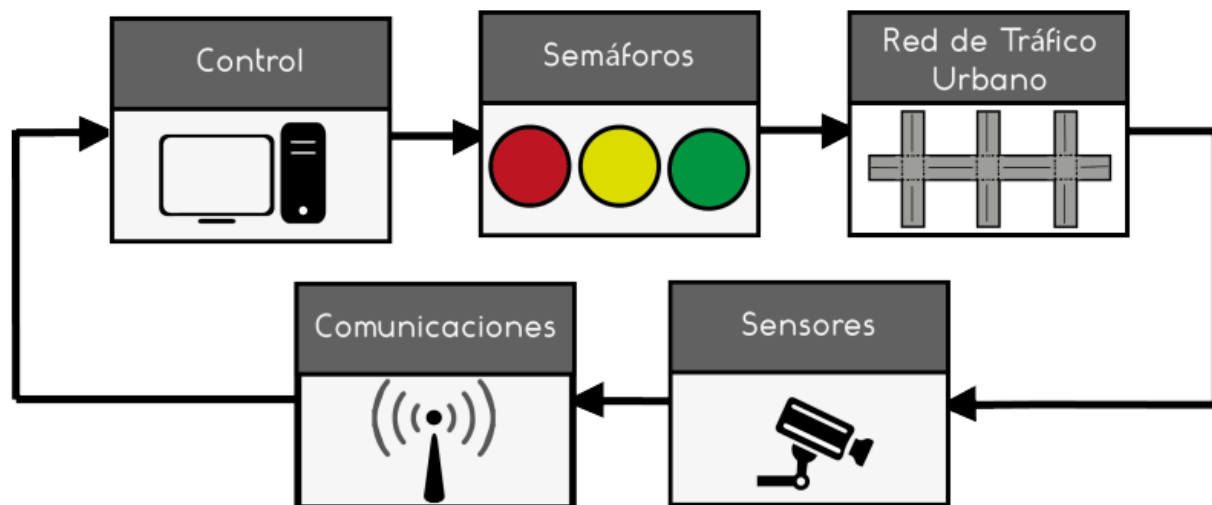 Control
Semáforos
Red de Tráfico
Urbano
Comunicaciones
Sensores